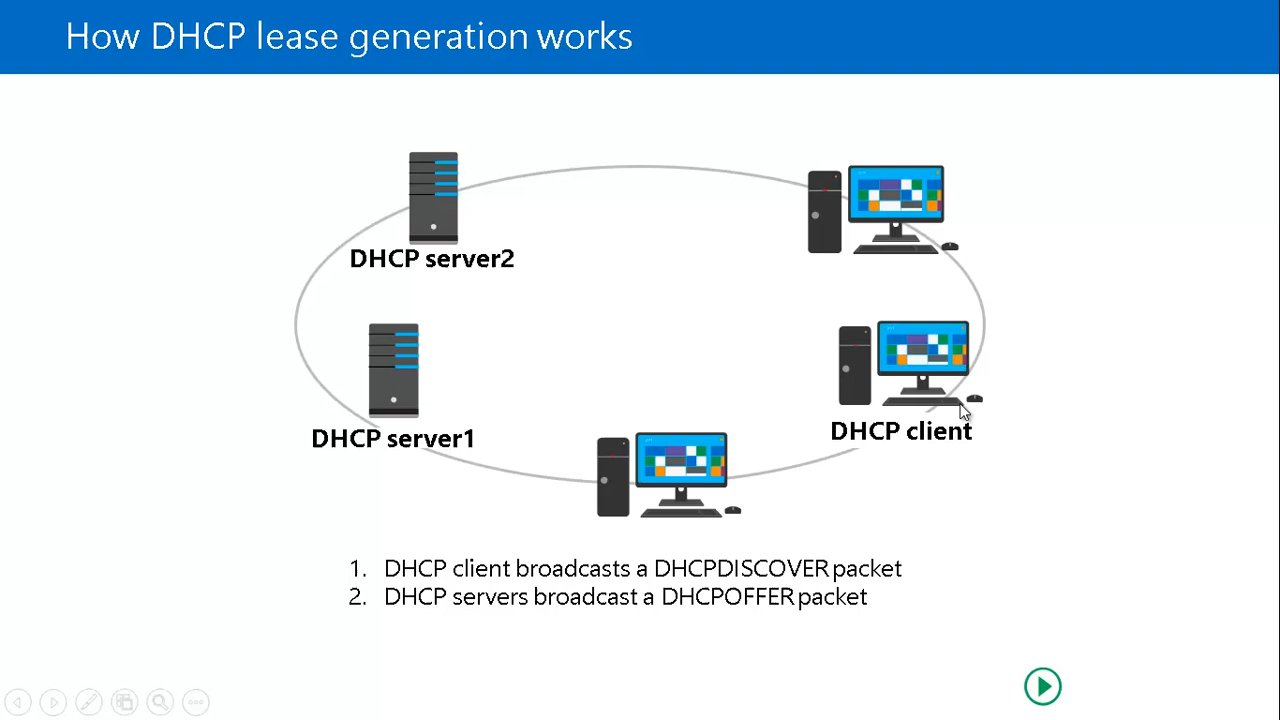 How DHCP lease generation works
DHCP server2
DHCP server1
DHCP client
1. DHCP client broadcasts a DHCPDISCOVER packet
2. DHCP servers broadcast a DHCPOFFER packet